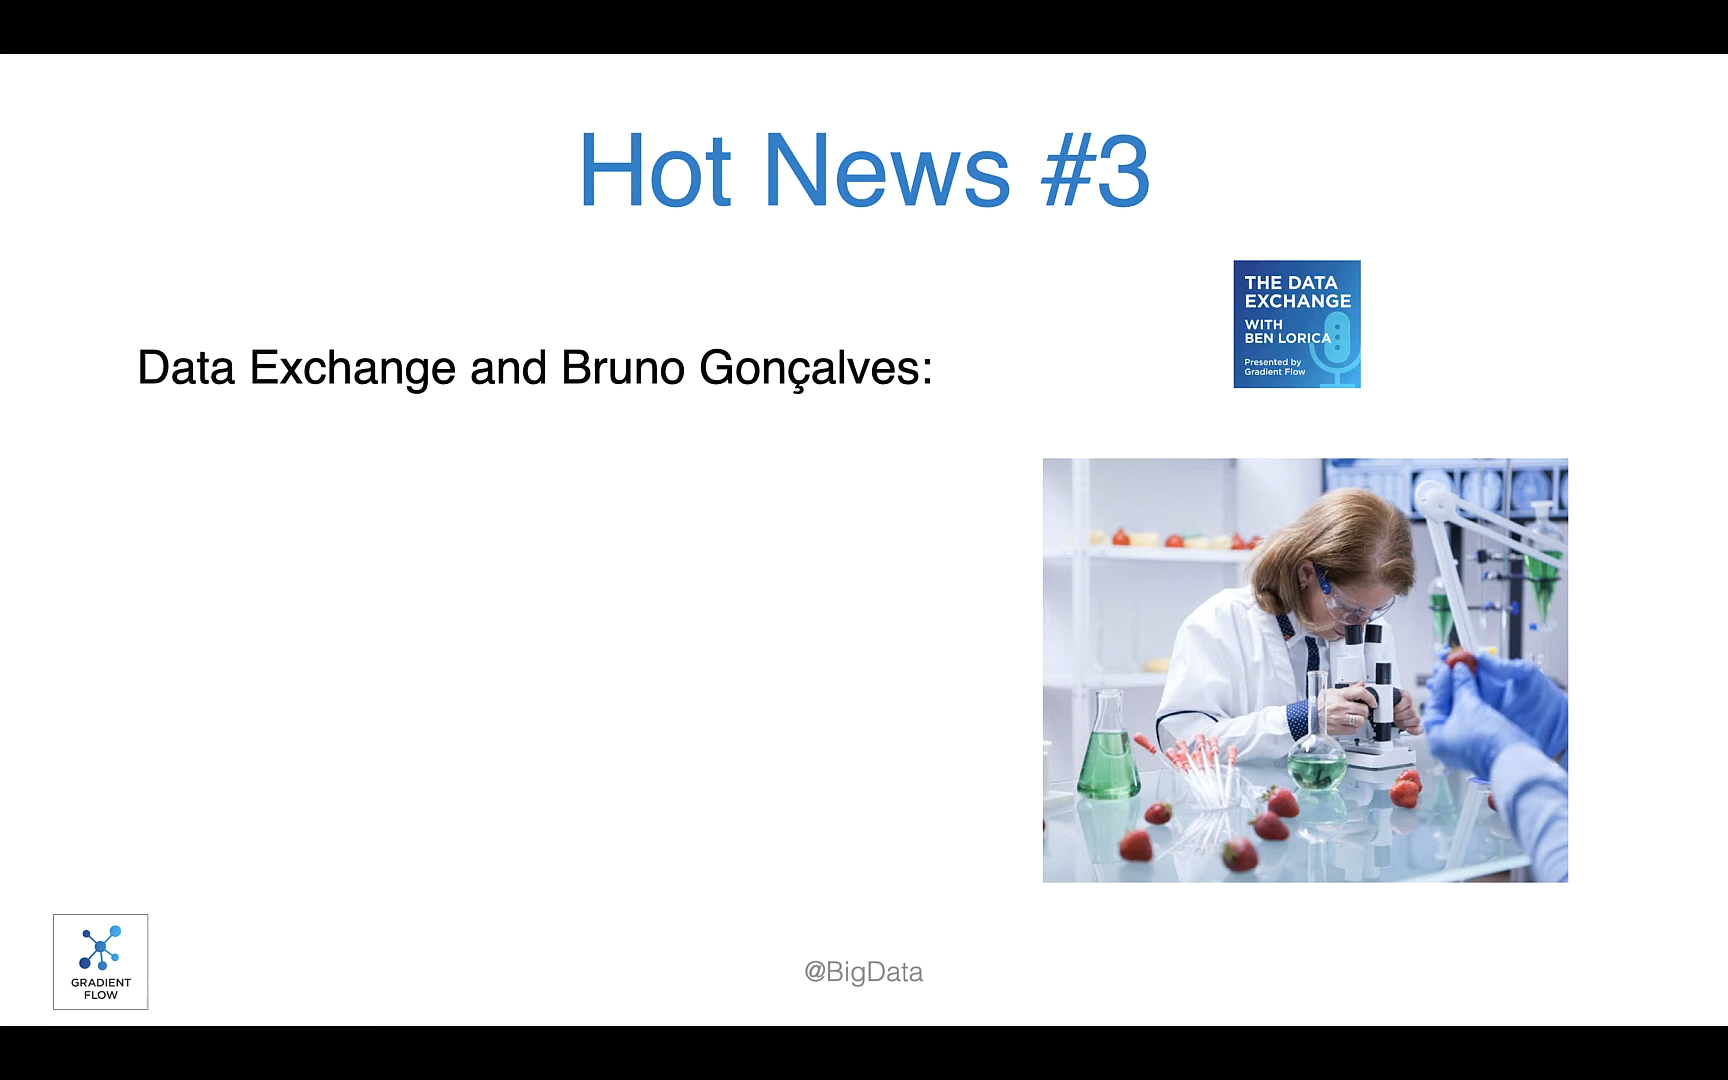 Hot News #3
THE DATA
EXCHANGE
WITH
BEN LORICA
Presented by
Gradient Flow
Data Exchange and Bruno Gonçalves:
GRADIENT
FLOW
@BigData